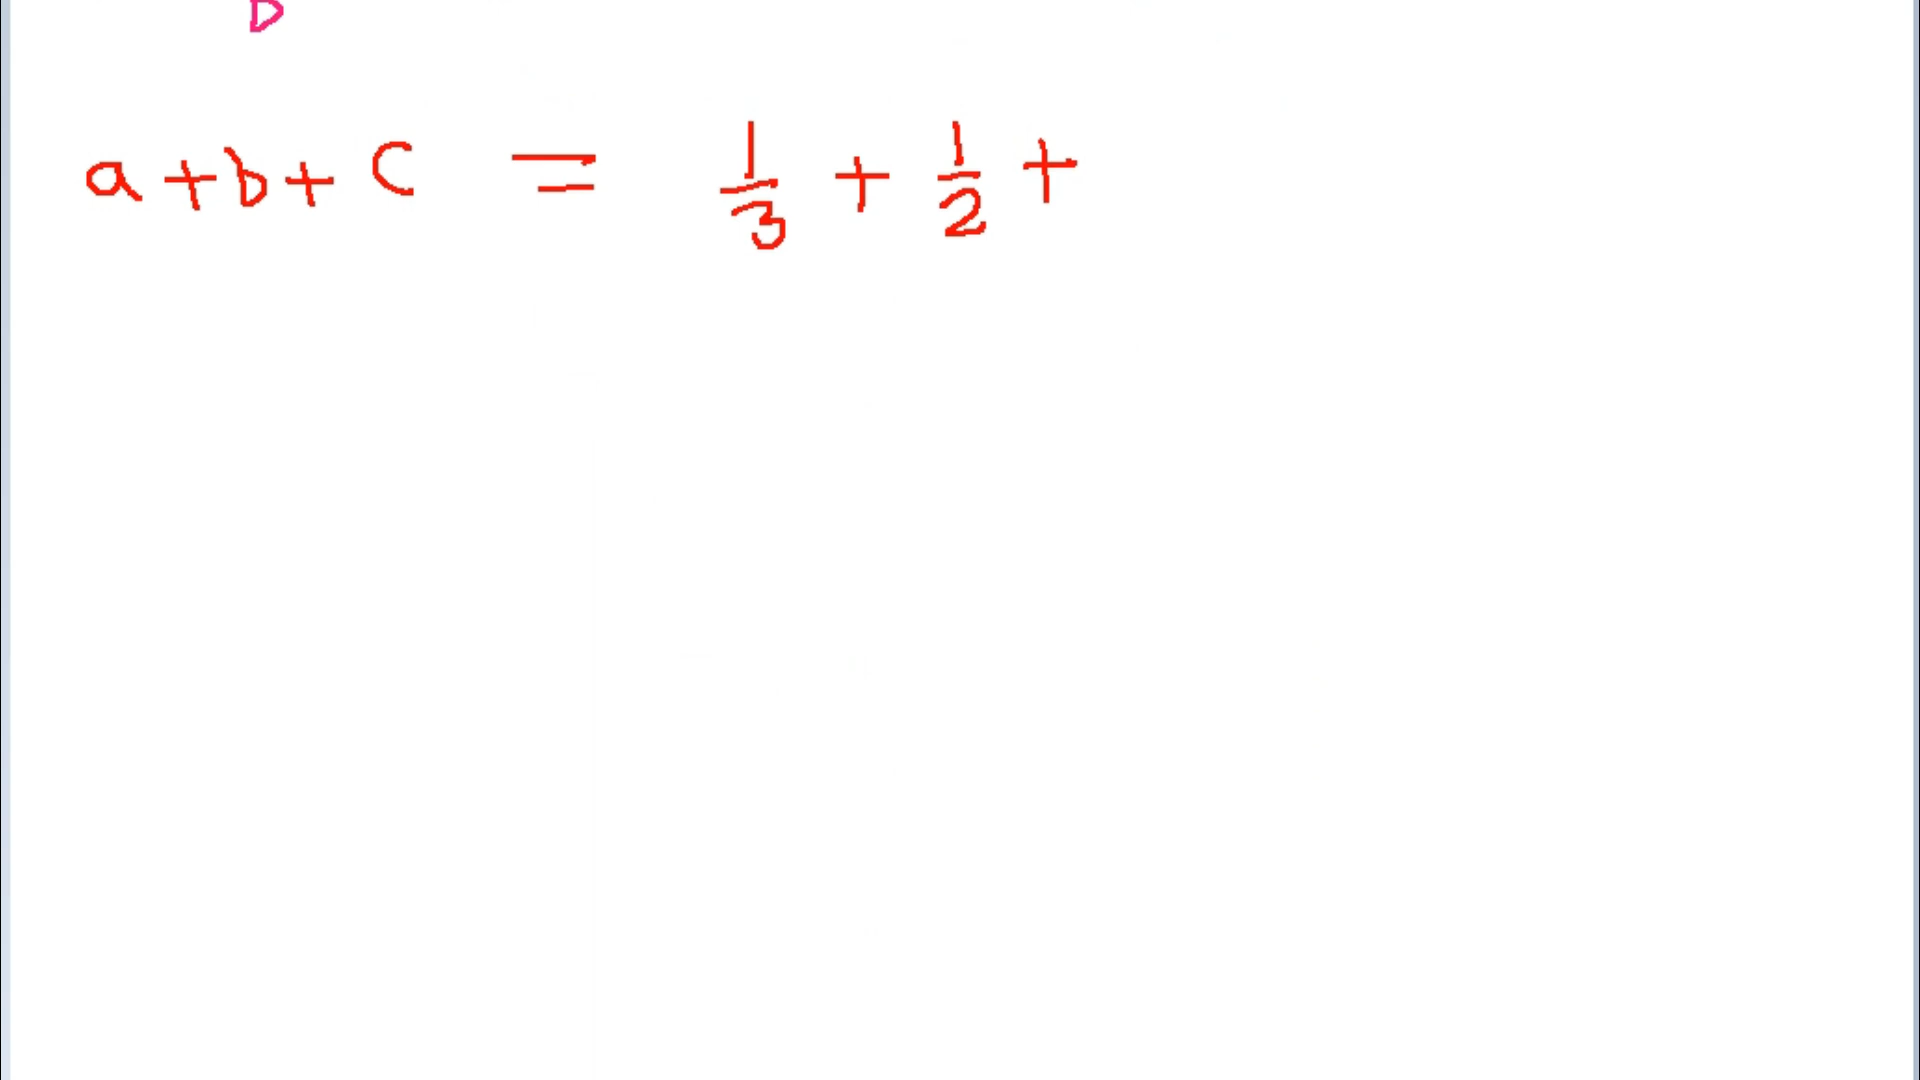 a+b+c = 1/3 + 1/2 +